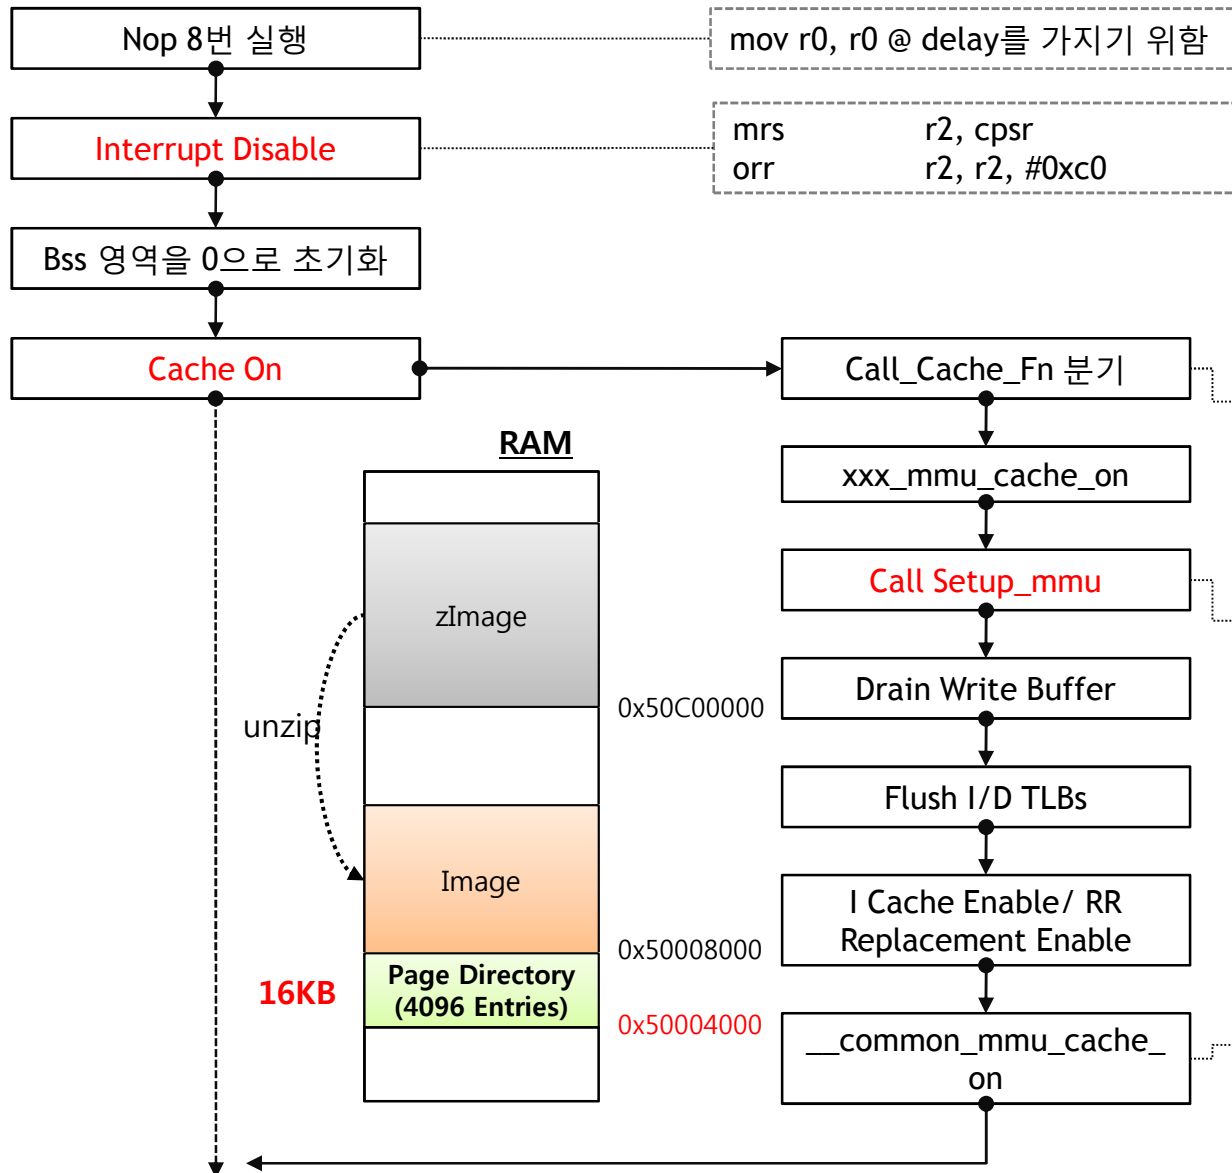 Nop 8번 실행
mov r0, r0 @ delay를 가지기 위함
Interrupt Disable
mrs r2, cpsr
orr r2, r2, #0xc0
Bss 영역을 0으로 초기화
Cache On
Call_Cache_Fn 분기
RAM
xxx_mmu_cache_on
Call Setup_mmu
zImage
Drain Write Buffer
0x50C00000
unzip
Flush I/D TLBs
Image
I Cache Enable/ RR
Replacement Enable
0x50008000
Page Directory
(4096 Entries)
16KB
0x50004000
__common_mmu_cache_
on